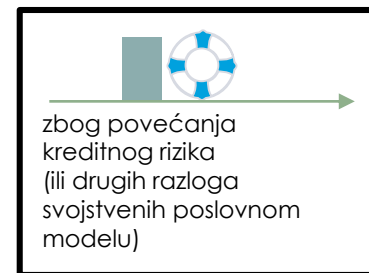 zbog povećanja
kreditnog rizika
(ili drugih razloga
svojstvenih poslovnom
modelu)